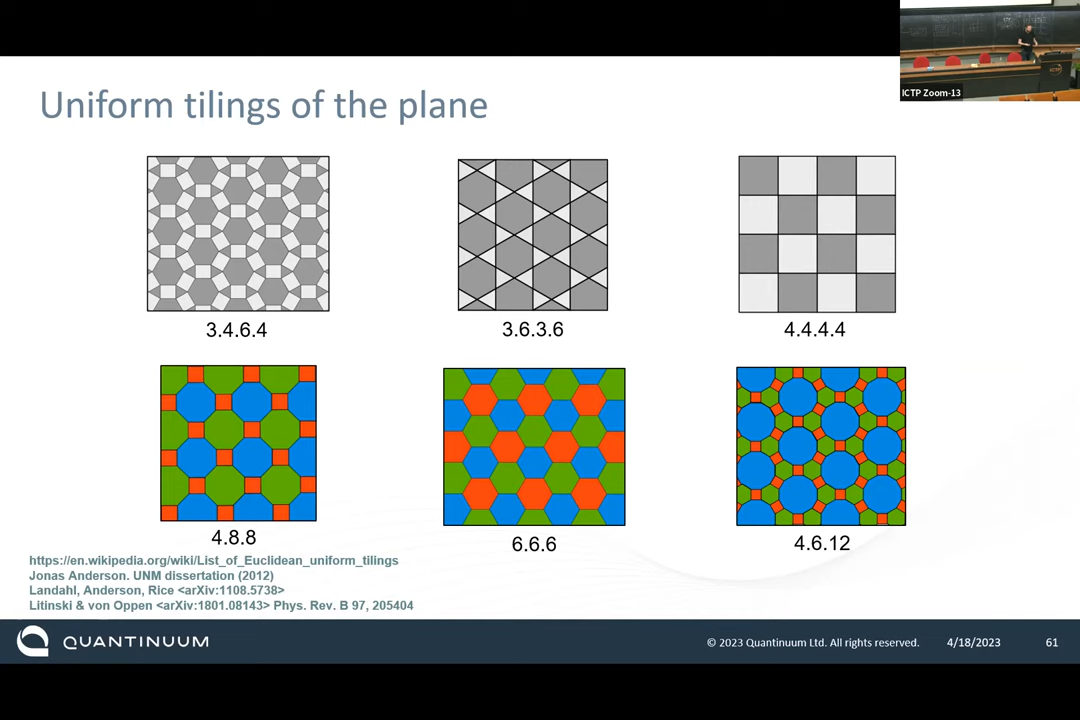 ICTP Zoom-13
Uniform tilings of the plane
3.4.6.4
3.6.3.6
4.4.4.4
4.8.8
6.6.6
4.6.12
https://en.wikipedia.org/wiki/List_of_Euclidean_uniform_tilings
Jonas Anderson. UNM dissertation (2012)
Landahl, Anderson, Rice <arXiv:1108.5738>
Litinski & von Oppen <arXiv:1801.08143> Phys. Rev. B 97, 205404
QUANTINUUM
© 2023 Quantinuum Ltd. All rights reserved.
4/18/2023
61